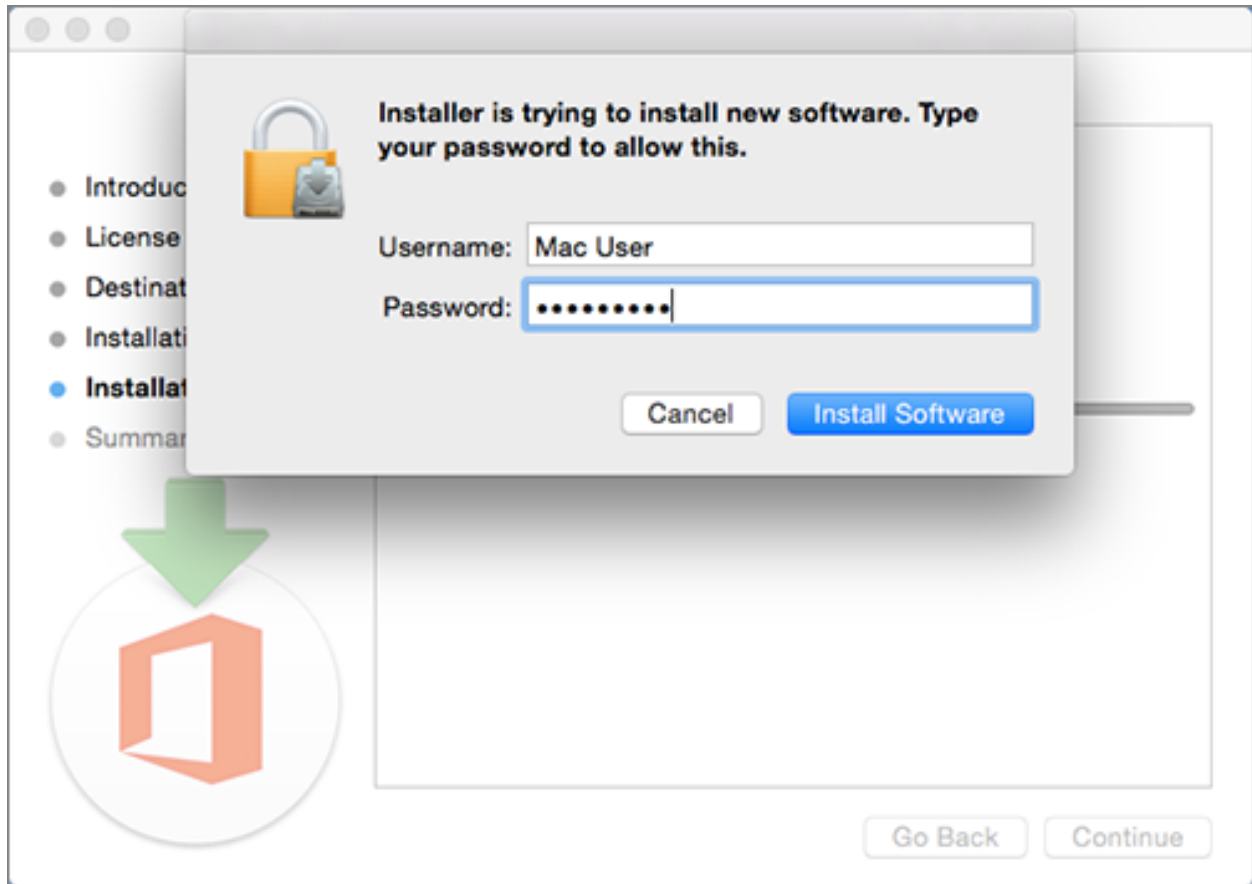 Installer is trying to install new software. Type
your password to allow this.
Username: Mac User
Password: •••••••••
Cancel
Install Software
Introduc
License
Destinat
Installati
Installat
Summar
Go Back
Continue